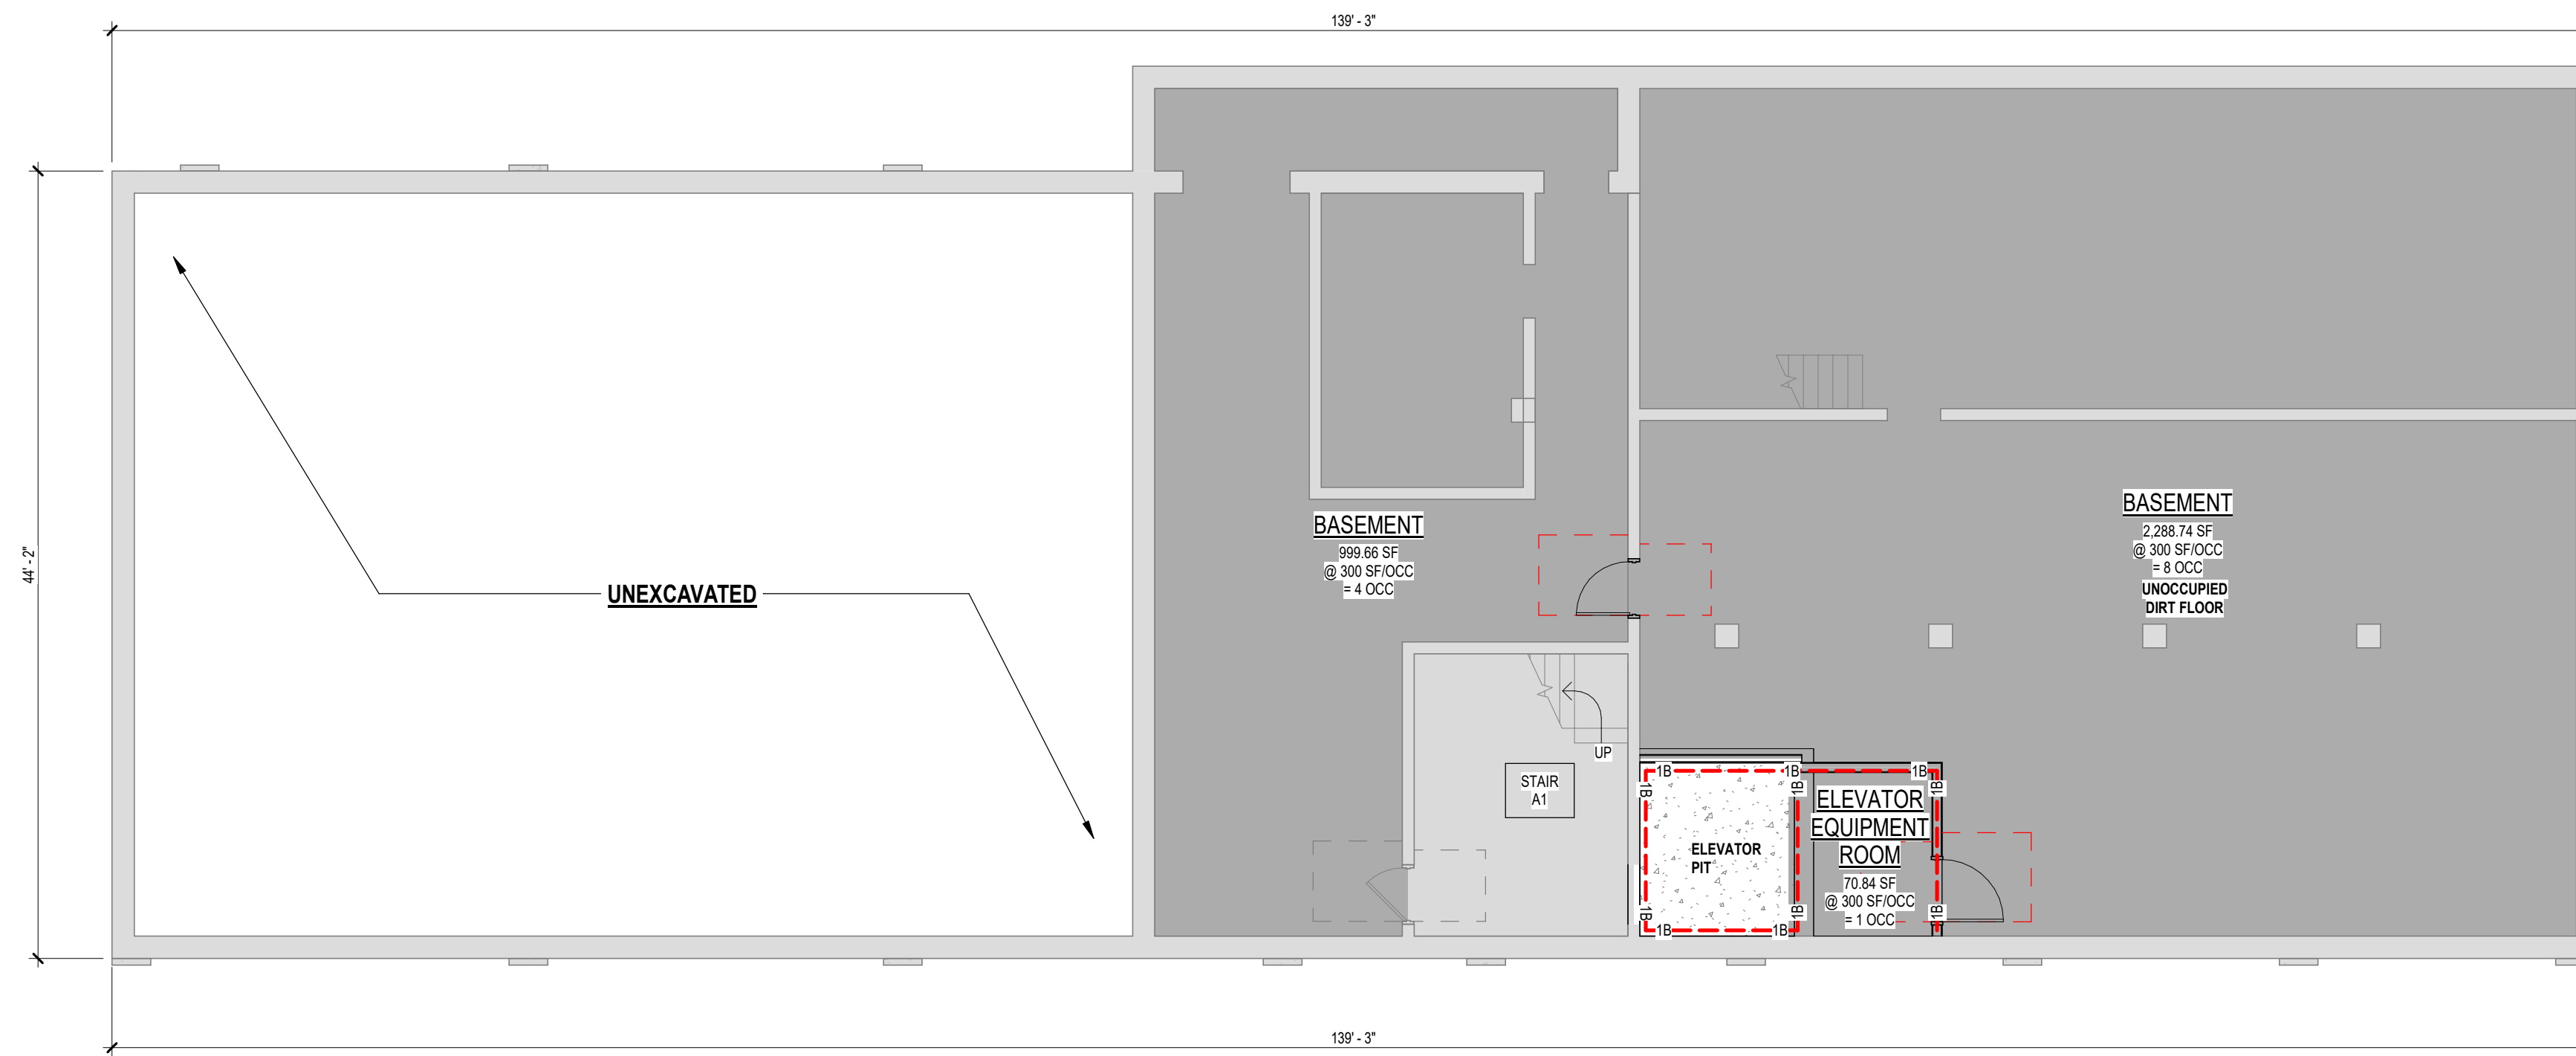 139' - 3"
44' - 2"
UNEXCAVATED
BASEMENT
999.66 SF
@ 300 SF/OCC
= 4 OCC
BASEMENT
2,288.74 SF
@ 300 SF/OCC
= 8 OCC
UNOCCUPIED
DIRT FLOOR
UP
STAIR
A1
1B
1B
1B
1B
1B
1B
ELEVATOR
PIT
ELEVATOR
EQUIPMENT
ROOM
70.84 SF
@ 300 SF/OCC
= 1 OCC
1B
1B
1B
1B
1B
139' - 3"